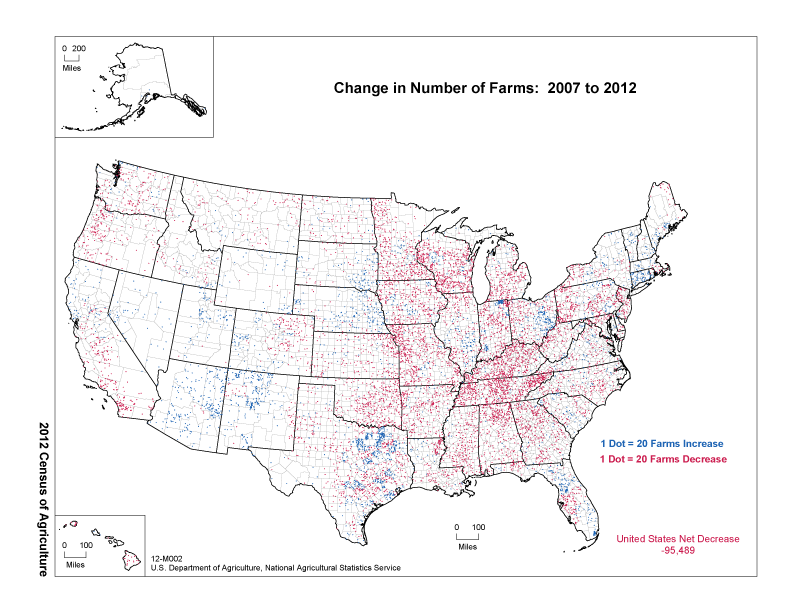 0 200
Miles
Change in Number of Farms: 2007 to 2012
1 Dot = 20 Farms Increase
1 Dot = 20 Farms Decrease
2012 Census of Agriculture
0 100
Miles
0 100
Miles
United States Net Decrease
-95,489
12-M002
U.S. Department of Agriculture, National Agricultural Statistics Service